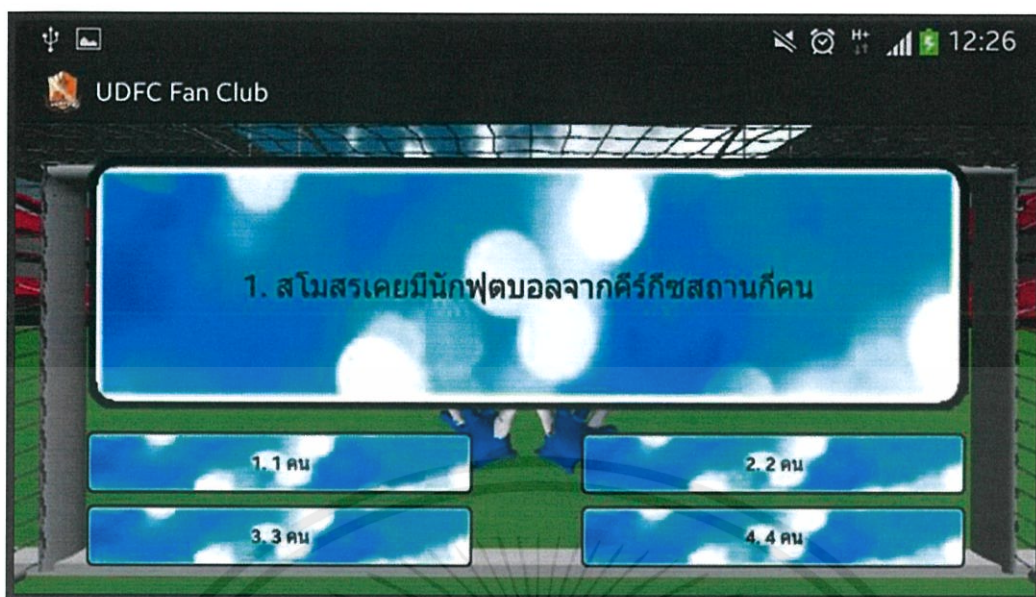 H+
12:26
UDFC Fan Club
1. สโมสรเคยมีนักฟุตบอลจากคีร์กีซสถานกี่คน
1. 1 คน
2. 2 คน
3. 3 คน
4. 4 คน